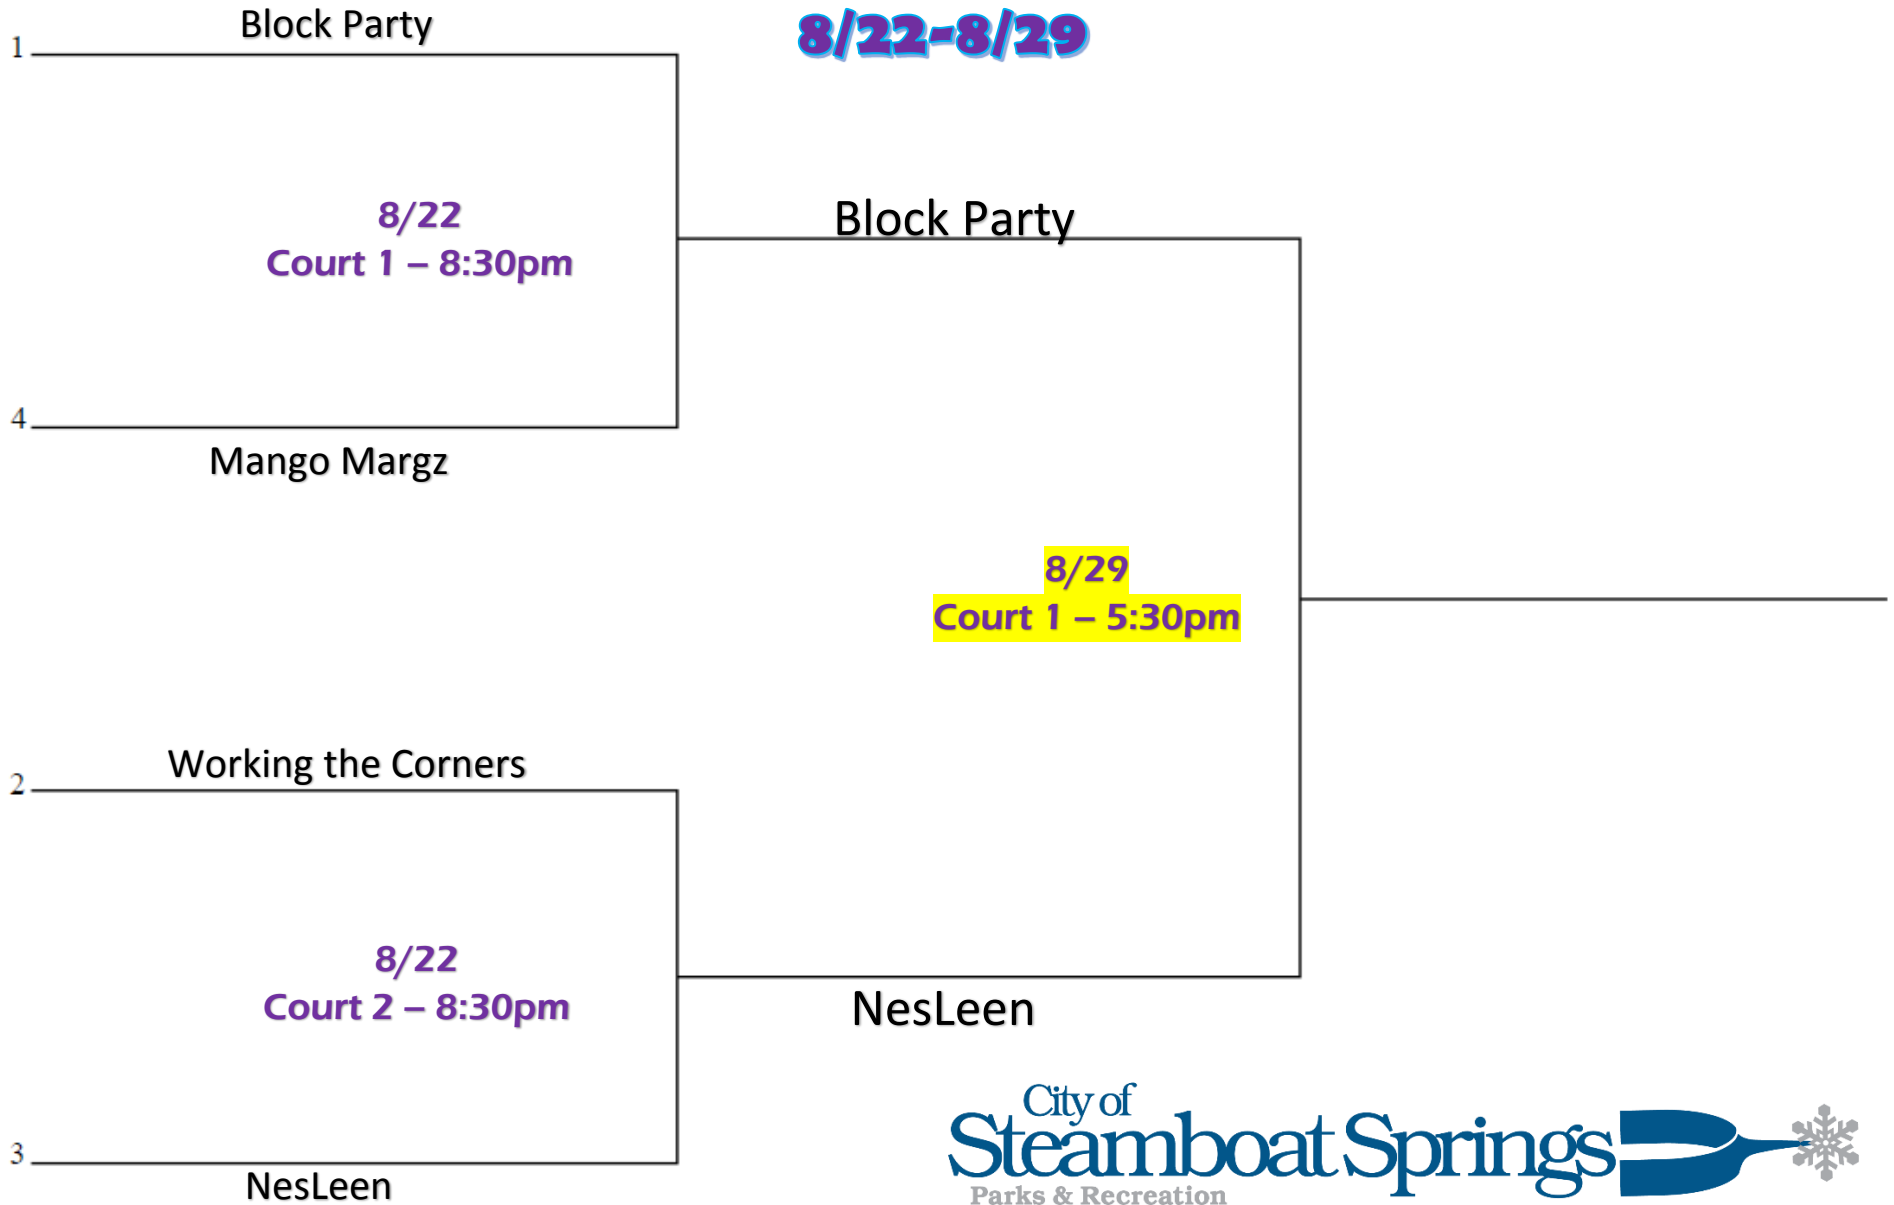 Block Party
8/22-8/29
1
8/22
Court 1 – 8:30pm
Block Party
4
Mango Margz
8/29
Court 1 – 5:30pm
Working the Corners
2
8/22
Court 2 – 8:30pm
NesLeen
3
NesLeen
City of
Steamboat Springs
Parks & Recreation